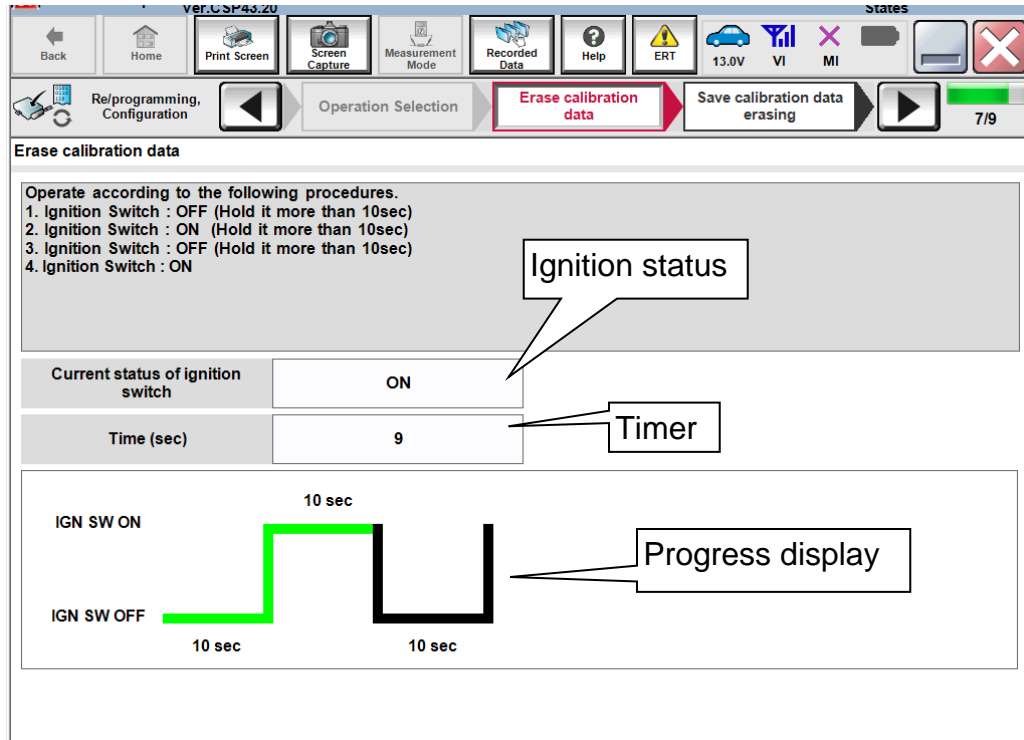 Ver.CSP43.20
States
Back
Home
Print Screen
Screen
Capture
Measurement
Mode
Recorded
Data
Help
ERT
13.0V
VI
MI
Re/programming,
Configuration
Operation Selection
Erase calibration
data
Save calibration data
erasing
7/9
Erase calibration data
Operate according to the following procedures.
1. Ignition Switch : OFF (Hold it more than 10sec)
2. Ignition Switch : ON (Hold it more than 10sec)
3. Ignition Switch : OFF (Hold it more than 10sec)
4. Ignition Switch : ON
Ignition status
Current status of ignition
switch
ON
Time (sec)
9
Timer
10 sec
IGN SW ON
Progress display
IGN SW OFF
10 sec
10 sec